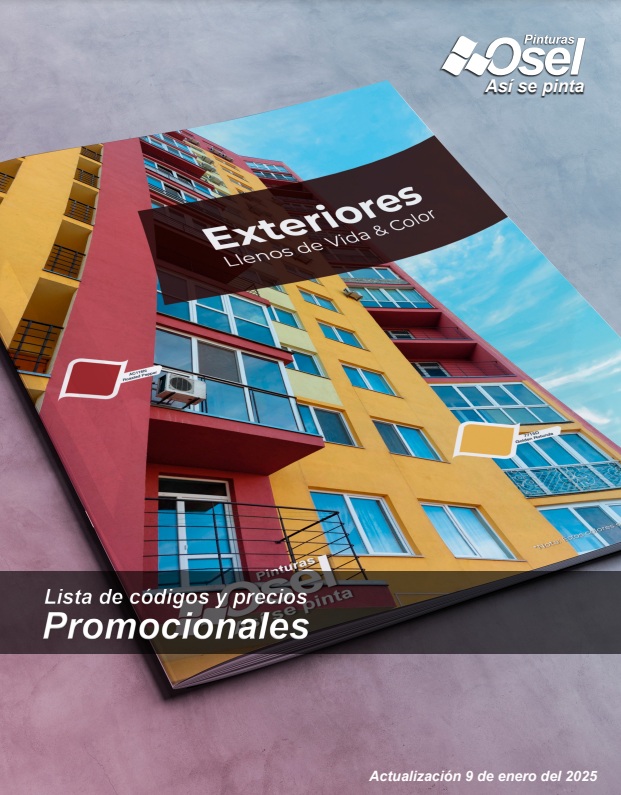 Pinturas
Osel
Así se pinta
Exteriores
Llenos de Vida & Color
Pinturas
Osel
Así se pinta
Lista de códigos y precios
Promocionales
Actualización 9 de enero del 2025